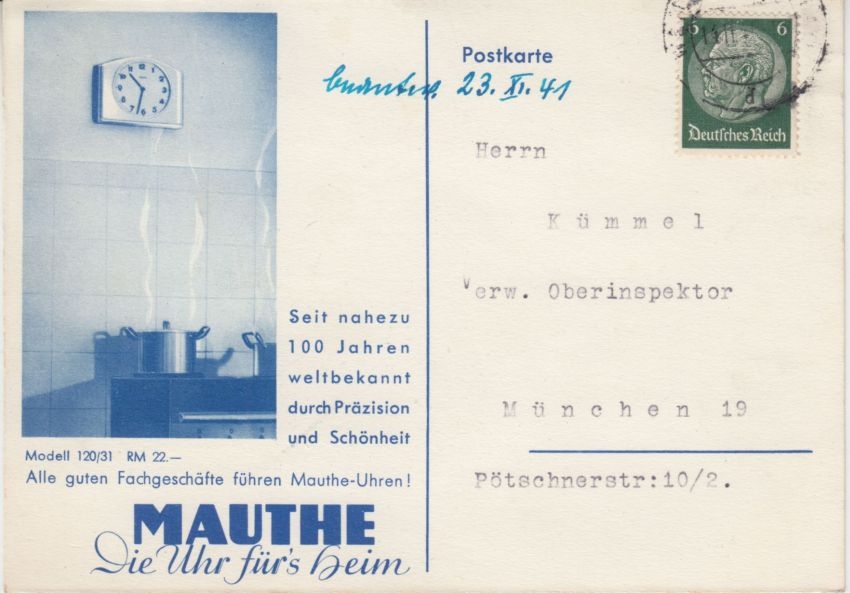 Postkarte
23. XI. 41
6 6
Deutsches Reich
Herrn
Kümmel
Verw. Oberinspektor
München 19
Pötschnerstr:10/2.
Seit nahezu
100 Jahren
weltbekannt
durch Präzision
und Schönheit
Modell 120/31 RM 22.—
Alle guten Fachgeschäfte führen Mauthe-Uhren!
MAUTHE
Die Uhr für's Heim